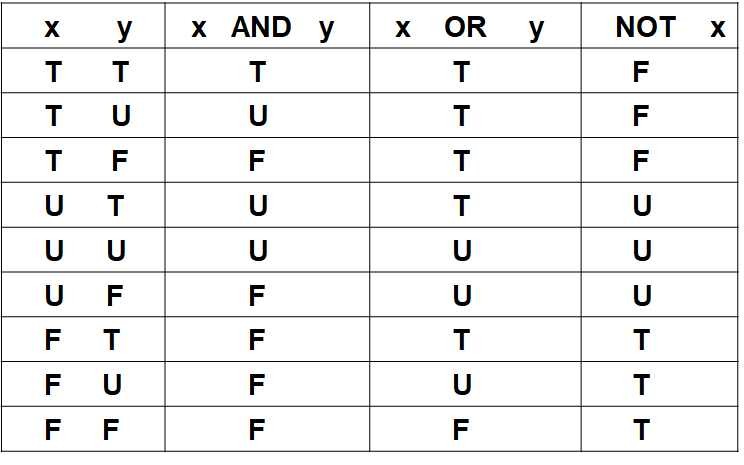 x y x AND y x OR y NOT x
T T T T F
T U U T F
T F F T F
U T U T U
U U U U U
U F F U U
F T F T T
F U F U T
F F F F T